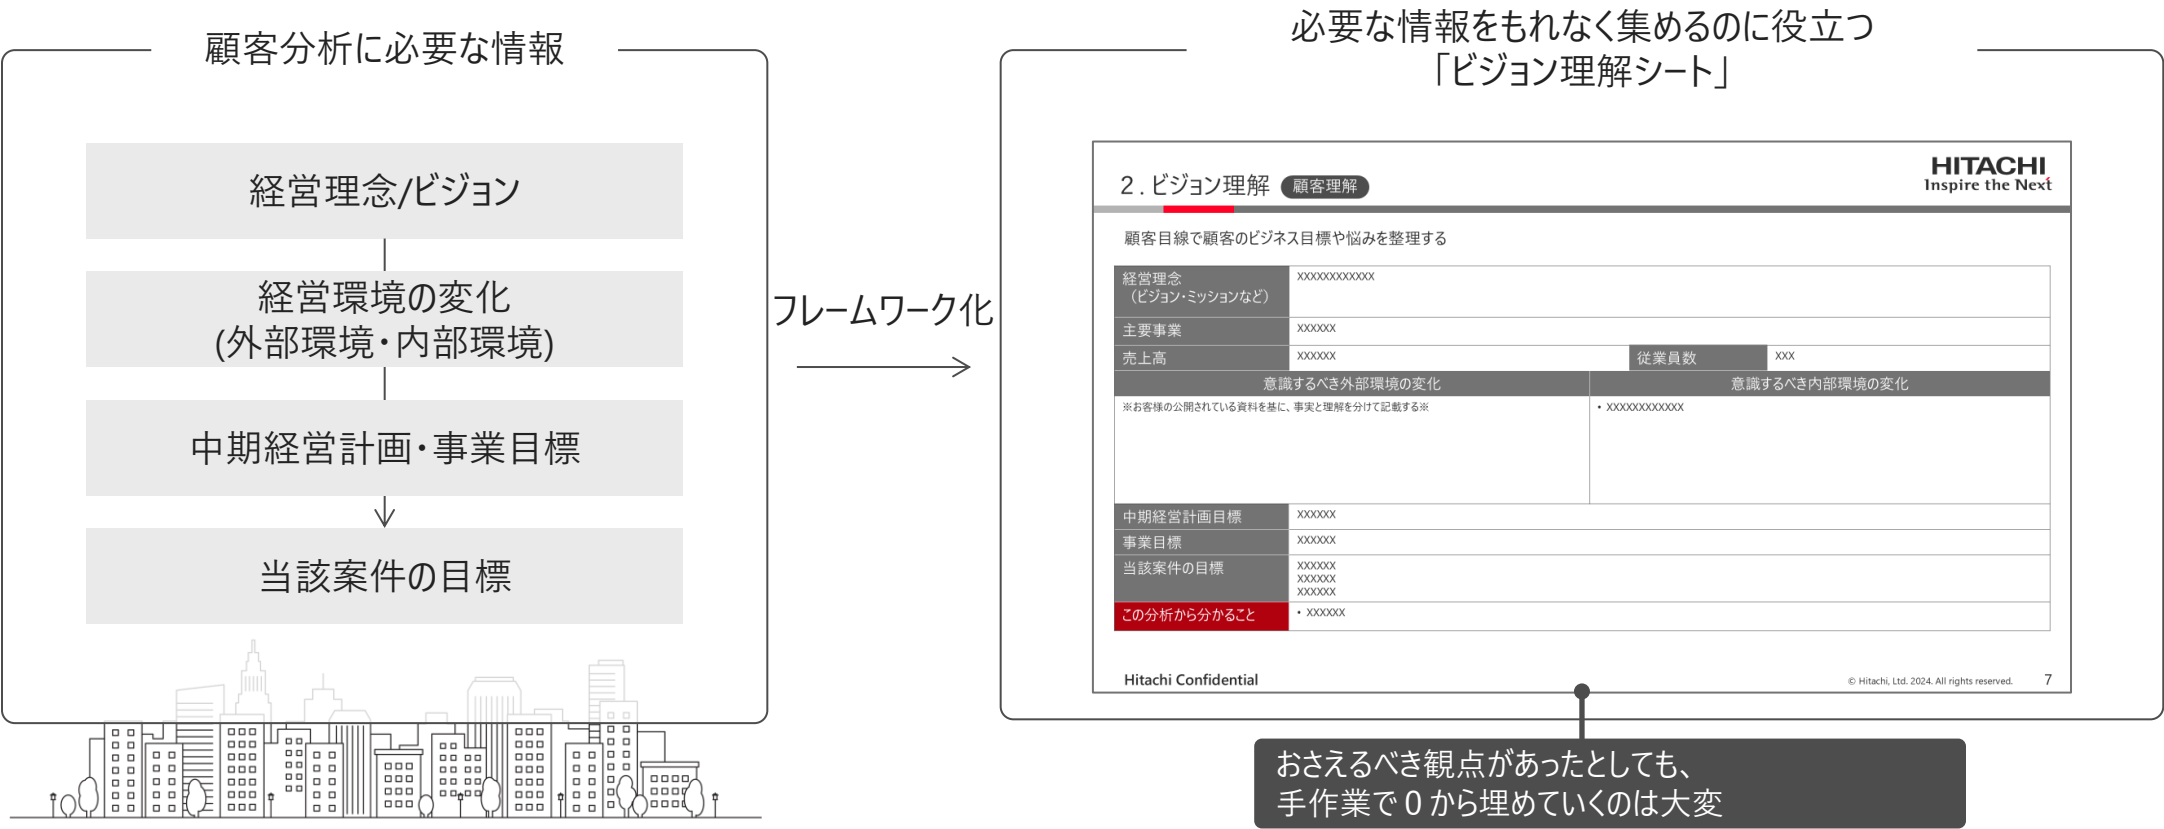 顧客分析に必要な情報
経営理念/ビジョン
経営環境の変化
(外部環境・内部環境)
中期経営計画・事業目標
当該案件の目標
フレームワーク化
必要な情報をもれなく集めるのに役立つ
「ビジョン理解シート」
2.ビジョン理解 顧客理解
HITACHI
Inspire the Next
顧客目線で顧客のビジネス目標や悩みを整理する
経営理念
(ビジョン・ミッションなど) XXXXXXXXXXXX
主要事業 XXXXXX
売上高 XXXXXX 従業員数 XXX
意識するべき外部環境の変化 意識するべき内部環境の変化
※お客様の公開されている資料を基に、事実と理解を分けて記載する※ • XXXXXXXXXXXX
中期経営計画目標 XXXXXX
事業目標 XXXXXX
当該案件の目標 XXXXXX
XXXXXX
XXXXXX
この分析から分かること • XXXXXX
Hitachi Confidential © Hitachi, Ltd. 2024. All rights reserved. 7
おさえるべき観点があったとしても、
手作業で0から埋めていくのは大変